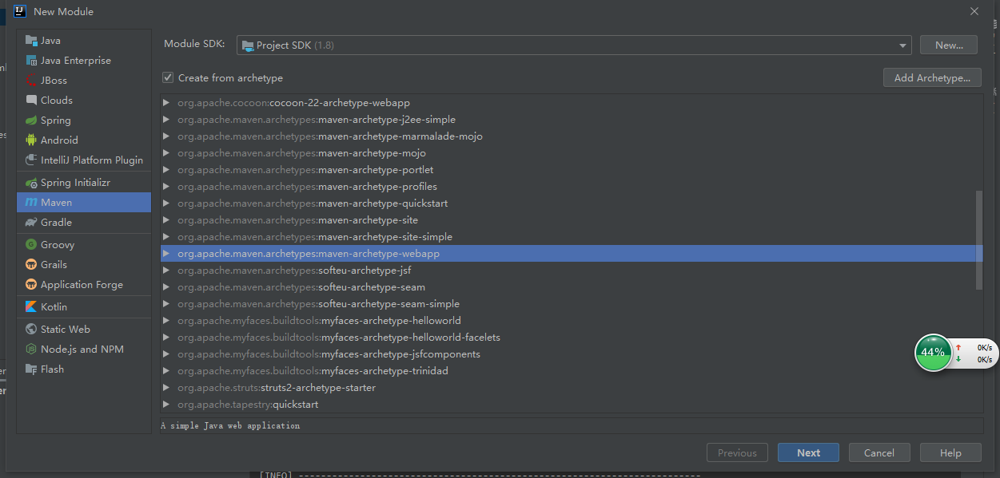 New Module
Java
Java Enterprise
JBoss
Clouds
Spring
Android
IntelliJ Platform Plugin
Spring Initializr
Maven
Gradle
Groovy
Grails
Application Forge
Kotlin
Static Web
Node.js and NPM
Flash
Module SDK: Project SDK (1.8) New...
Create from archetype Add Archetype...
org.apache.cocoon:cocoon-22-archetype-webapp
org.apache.maven.archetypes:maven-archetype-j2ee-simple
org.apache.maven.archetypes:maven-archetype-marmalade-mojo
org.apache.maven.archetypes:maven-archetype-mojo
org.apache.maven.archetypes:maven-archetype-portlet
org.apache.maven.archetypes:maven-archetype-profiles
org.apache.maven.archetypes:maven-archetype-quickstart
org.apache.maven.archetypes:maven-archetype-site
org.apache.maven.archetypes:maven-archetype-site-simple
org.apache.maven.archetypes:maven-archetype-webapp
org.apache.maven.archetypes:softeu-archetype-jsf
org.apache.maven.archetypes:softeu-archetype-seam
org.apache.maven.archetypes:softeu-archetype-seam-simple
org.apache.myfaces.buildtools:myfaces-archetype-helloworld
org.apache.myfaces.buildtools:myfaces-archetype-helloworld-facelets
org.apache.myfaces.buildtools:myfaces-archetype-jsfcomponents
org.apache.myfaces.buildtools:myfaces-archetype-trinidad
org.apache.struts:struts2-archetype-starter
org.apache.tapestry:quickstart
44%
0K/s
0K/s
A simple Java web application
Previous Next Cancel Help
[INFO] ------------------------------------------------------------------------